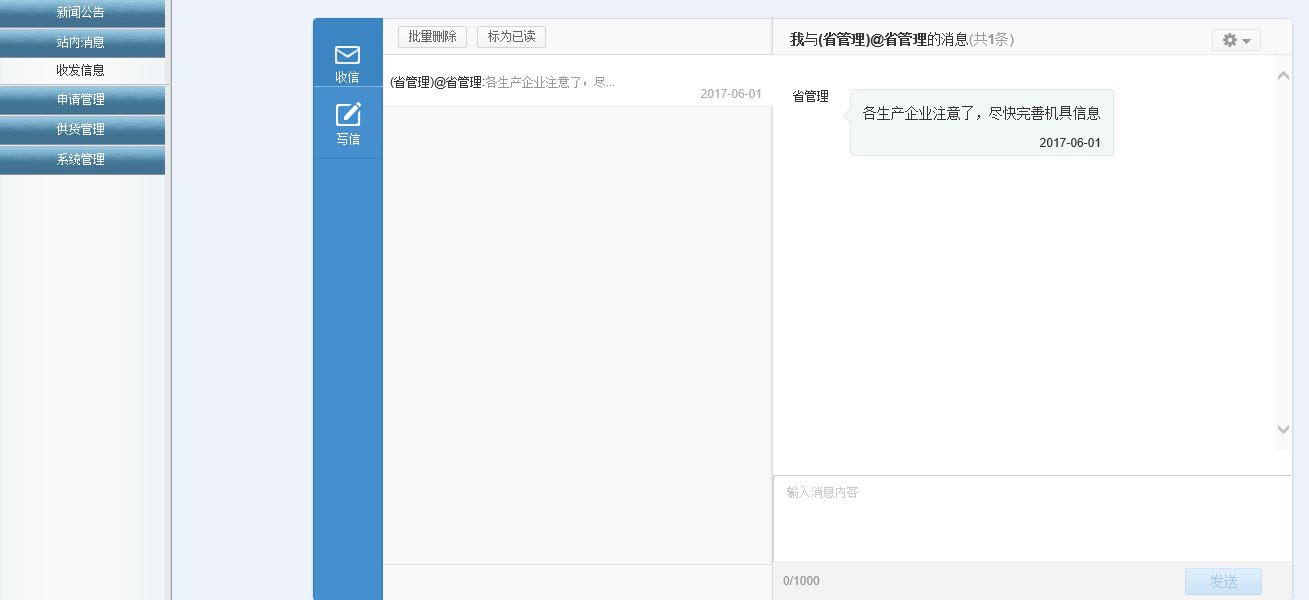 新闻公告
站内消息
收发信息
申请管理
供货管理
系统管理
收信
写信
批量删除 标为已读
(省管理)@省管理:各生产企业注意了，尽...
2017-06-01
我与(省管理)@省管理的消息(共1条)
省管理
各生产企业注意了，尽快完善机具信息
2017-06-01
输入消息内容
0/1000
发送